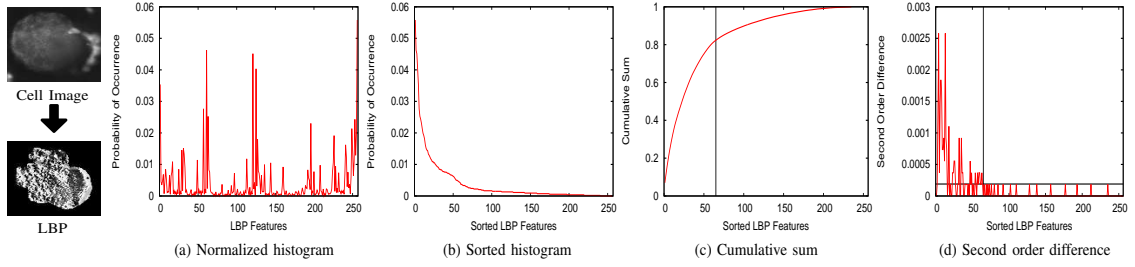 Cell Image
LBP
0.06
0.05
0.04
0.03
0.02
0.01
0
Probability of Occurrence
0 50 100 150 200 250
LBP Features
(a) Normalized histogram
0.06
0.05
0.04
0.03
0.02
0.01
0
Probability of Occurrence
0 50 100 150 200 250
Sorted LBP Features
(b) Sorted histogram
1
0.8
0.6
0.4
0.2
0
Cumulative Sum
0 50 100 150 200 250
Sorted LBP Features
(c) Cumulative sum
0.003
0.0025
0.002
0.0015
0.001
0.0005
0
Second Order Difference
0 50 100 150 200 250
Sorted LBP Features
(d) Second order difference